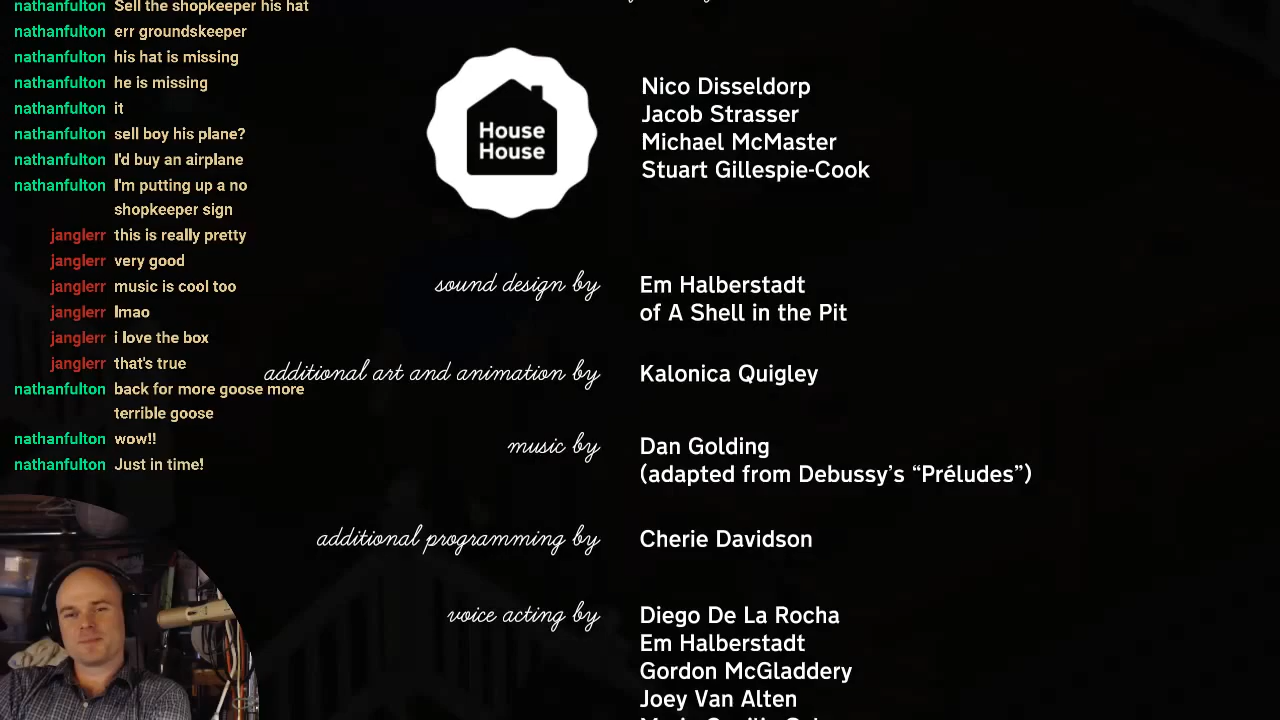 nathanfulton Sell the shopkeeper his hat
nathanfulton err groundskeeper
nathanfulton his hat is missing
nathanfulton he is missing
nathanfulton it
nathanfulton sell boy his plane?
nathanfulton I'd buy an airplane
nathanfulton I'm putting up a no
shopkeeper sign
janglerr this is really pretty
janglerr very good
janglerr music is cool too
janglerr lmao
janglerr i love the box
janglerr that's true
nathanfulton back for more goose more
terrible goose
nathanfulton wow!!
nathanfulton Just in time!
House
House
Nico Disseldorp
Jacob Strasser
Michael McMaster
Stuart Gillespie-Cook
sound design by Em Halberstadt
of A Shell in the Pit
additional art and animation by Kalonica Quigley
music by Dan Golding
(adapted from Debussy's “Préludes”)
additional programming by Cherie Davidson
voice acting by Diego De La Rocha
Em Halberstadt
Gordon McGladdery
Joey Van Alten